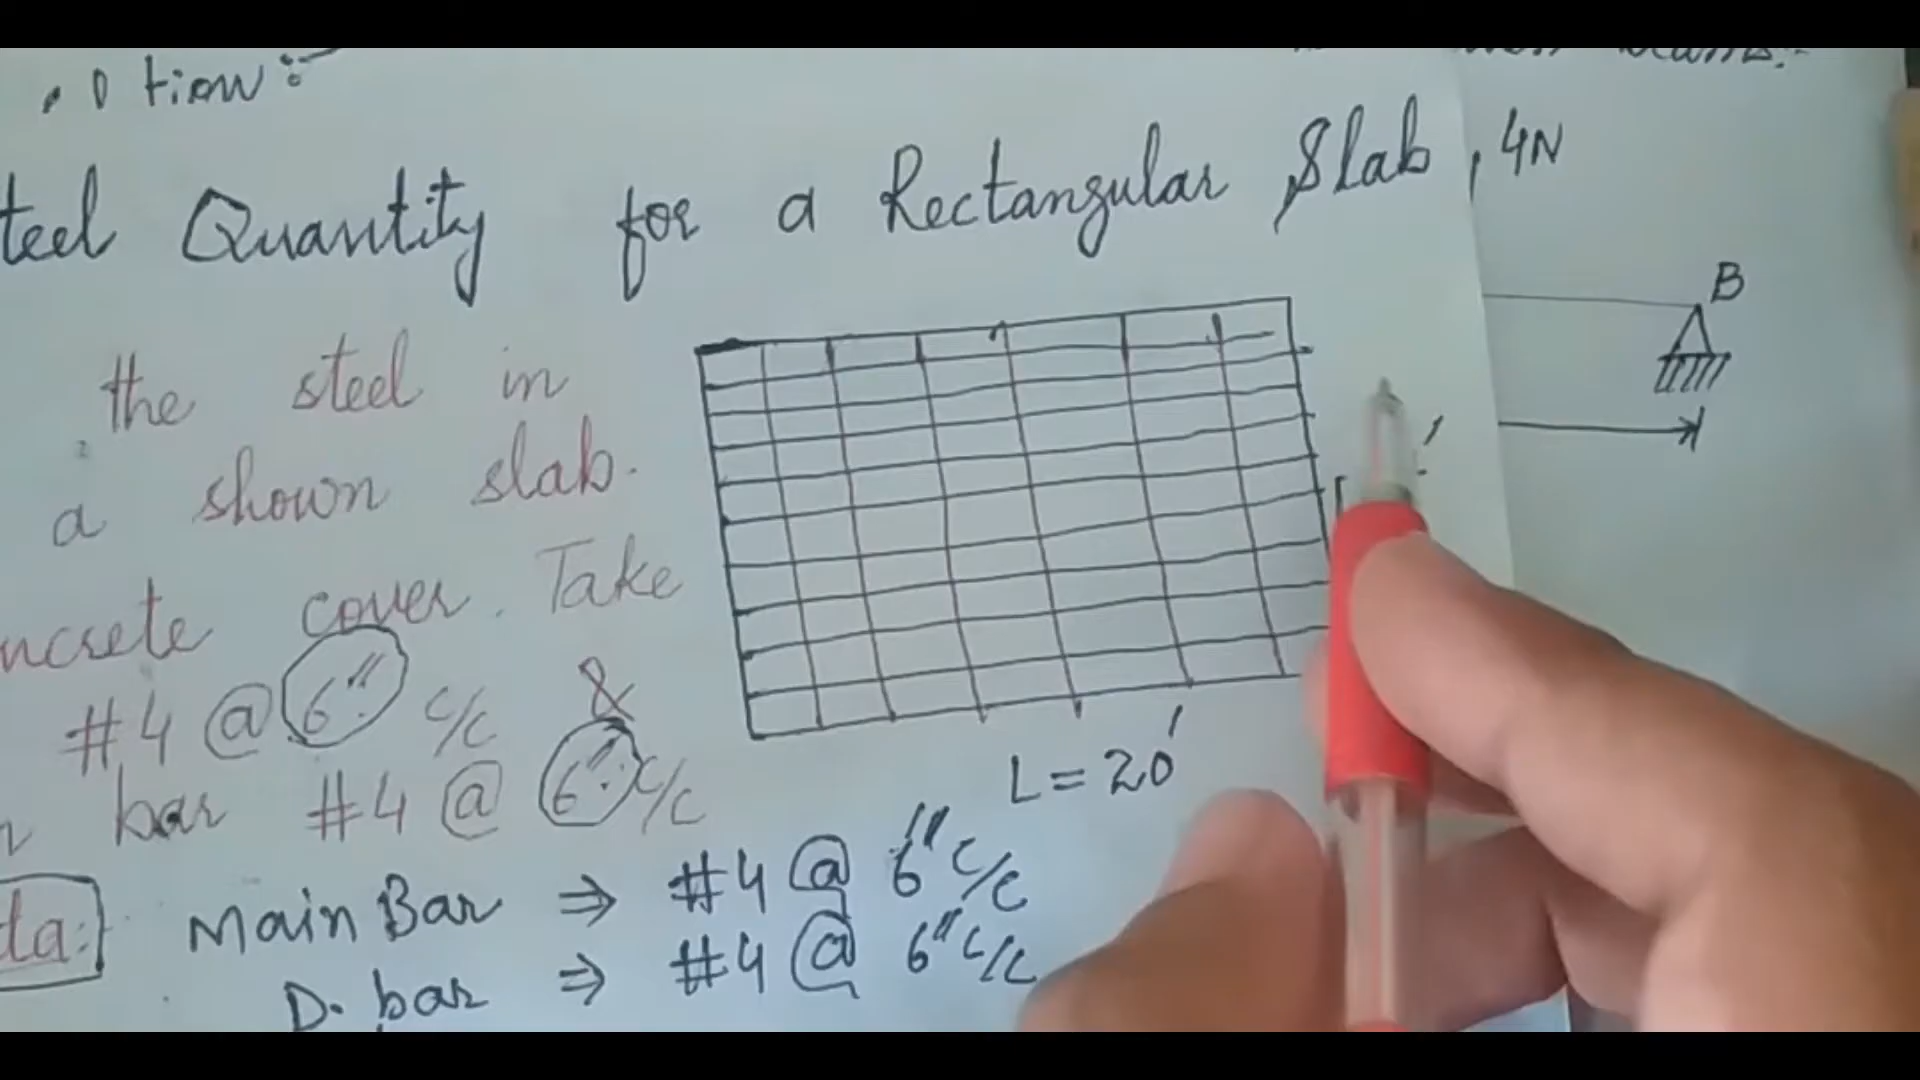 tion:-
teel Quantity for a Rectangular Slab, 4N
B
the steel in
a shown slab.
ncrete cover. Take
#4 @ 6" c/c &
bar #4 @ 6" c/c
L = 20'
ta:
Main Bar ⇒ #4 @ 6" c/c
D. bar ⇒ #4 @ 6" c/c